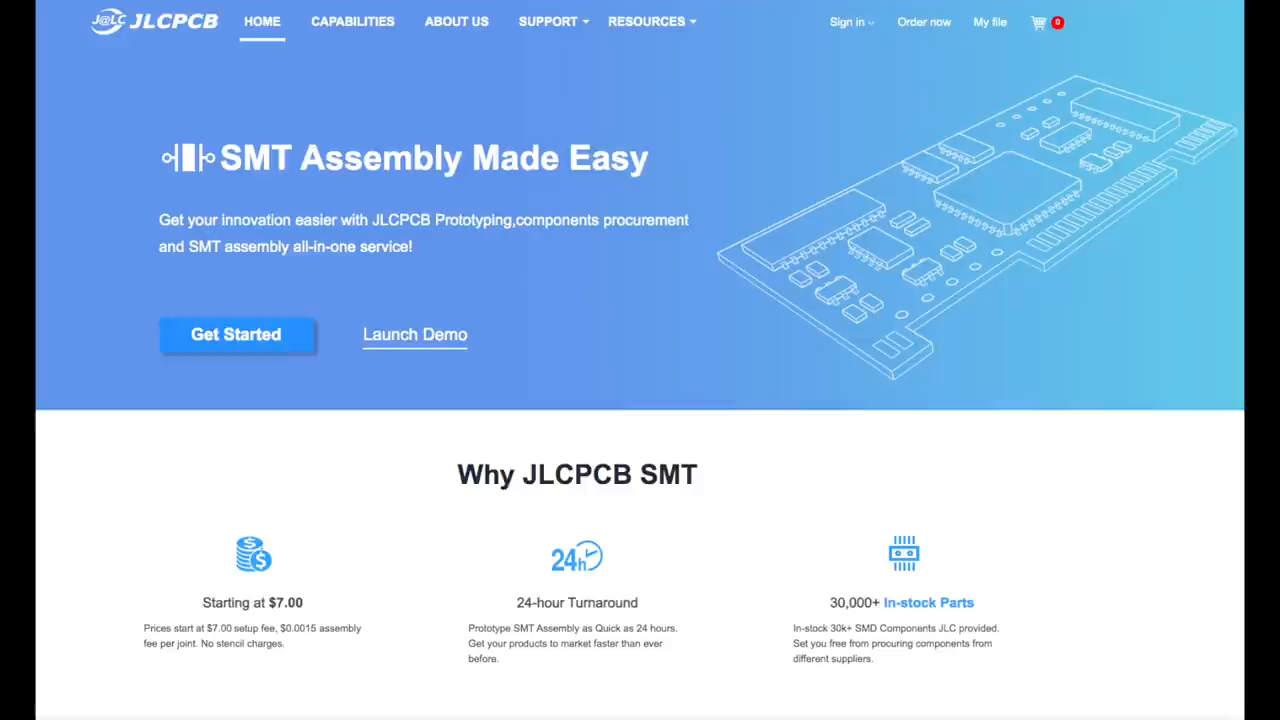 J@LC JLCPCB HOME CAPABILITIES ABOUT US SUPPORT RESOURCES Sign in Order now My file 0
SMT Assembly Made Easy
Get your innovation easier with JLCPCB Prototyping,components procurement
and SMT assembly all-in-one service!
Get Started Launch Demo
Why JLCPCB SMT
24h
Starting at $7.00
Prices start at $7.00 setup fee, $0.0015 assembly
fee per joint. No stencil charges.
24-hour Turnaround
Prototype SMT Assembly as Quick as 24 hours.
Get your products to market faster than ever
before.
30,000+ In-stock Parts
In-stock 30k+ SMD Components JLC provided.
Set you free from procuring components from
different suppliers.